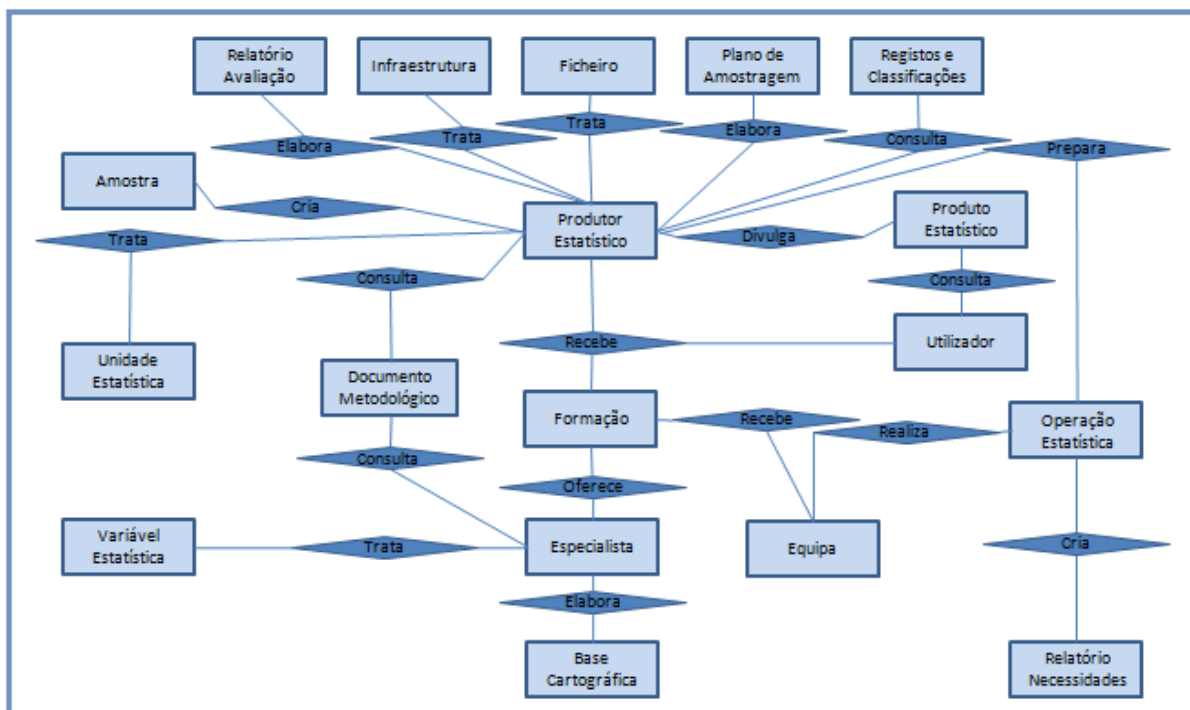 Relatório
Avaliação
Infraestrutura
Ficheiro
Plano de
Amostragem
Registos e
Classificações
Elabora
Trata
Trata
Elabora
Consulta
Prepara
Amostra
Cria
Produtor
Estatístico
Divulga
Produto
Estatístico
Trata
Consulta
Consulta
Unidade
Estatística
Documento
Metodológico
Recebe
Utilizador
Formação
Recebe
Realiza
Operação
Estatística
Consulta
Oferece
Variável
Estatística
Trata
Especialista
Equipa
Cria
Elabora
Base
Cartográfica
Relatório
Necessidades